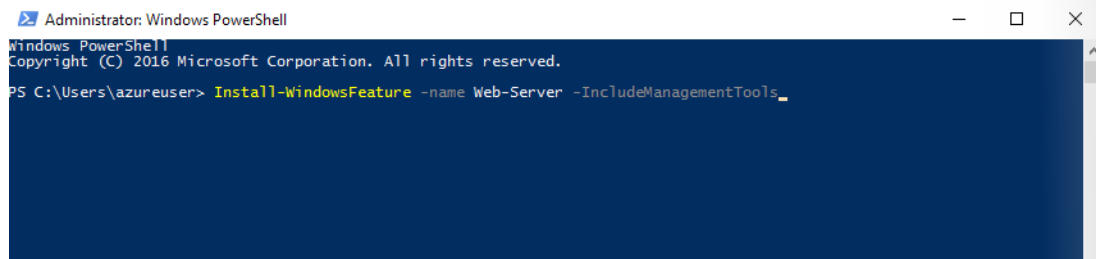 Administrator: Windows PowerShell
Windows PowerShell
Copyright (C) 2016 Microsoft Corporation. All rights reserved.
PS C:\Users\azureuser> Install-WindowsFeature -name Web-Server -IncludeManagementTools